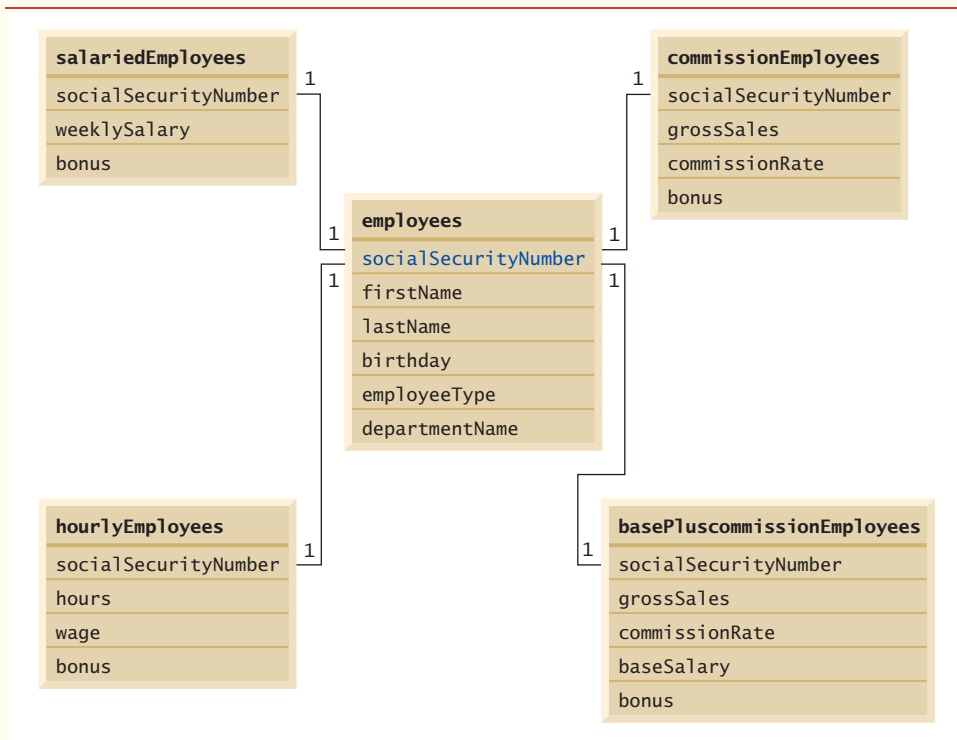 salariedEmployees
socialSecurityNumber
weeklySalary
bonus
1
commissionEmployees
socialSecurityNumber
grossSales
commissionRate
bonus
1
employees
socialSecurityNumber
firstName
lastName
birthday
employeeType
departmentName
1
1
1
1
hourlyEmployees
socialSecurityNumber
hours
wage
bonus
1
basePluscommissionEmployees
socialSecurityNumber
grossSales
commissionRate
baseSalary
bonus
1